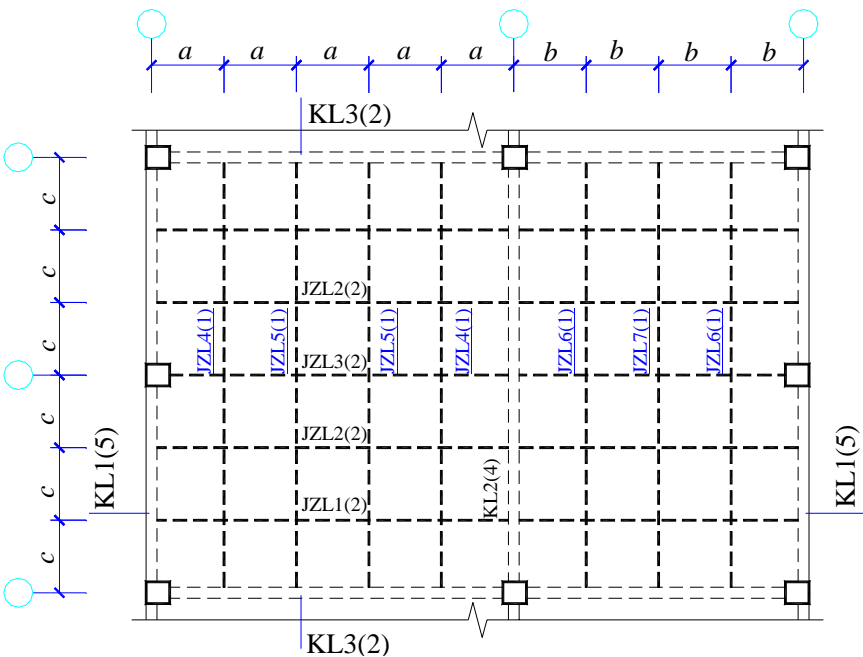 a a a a a b b b b
KL3(2)
c
c
JZL2(2)
JZL4(1) JZL5(1) JZL5(1) JZL4(1) JZL6(1) JZL7(1) JZL6(1)
c
JZL3(2)
c
JZL2(2)
KL1(5) KL1(5)
KL2(4)
c
JZL1(2)
c
KL3(2)